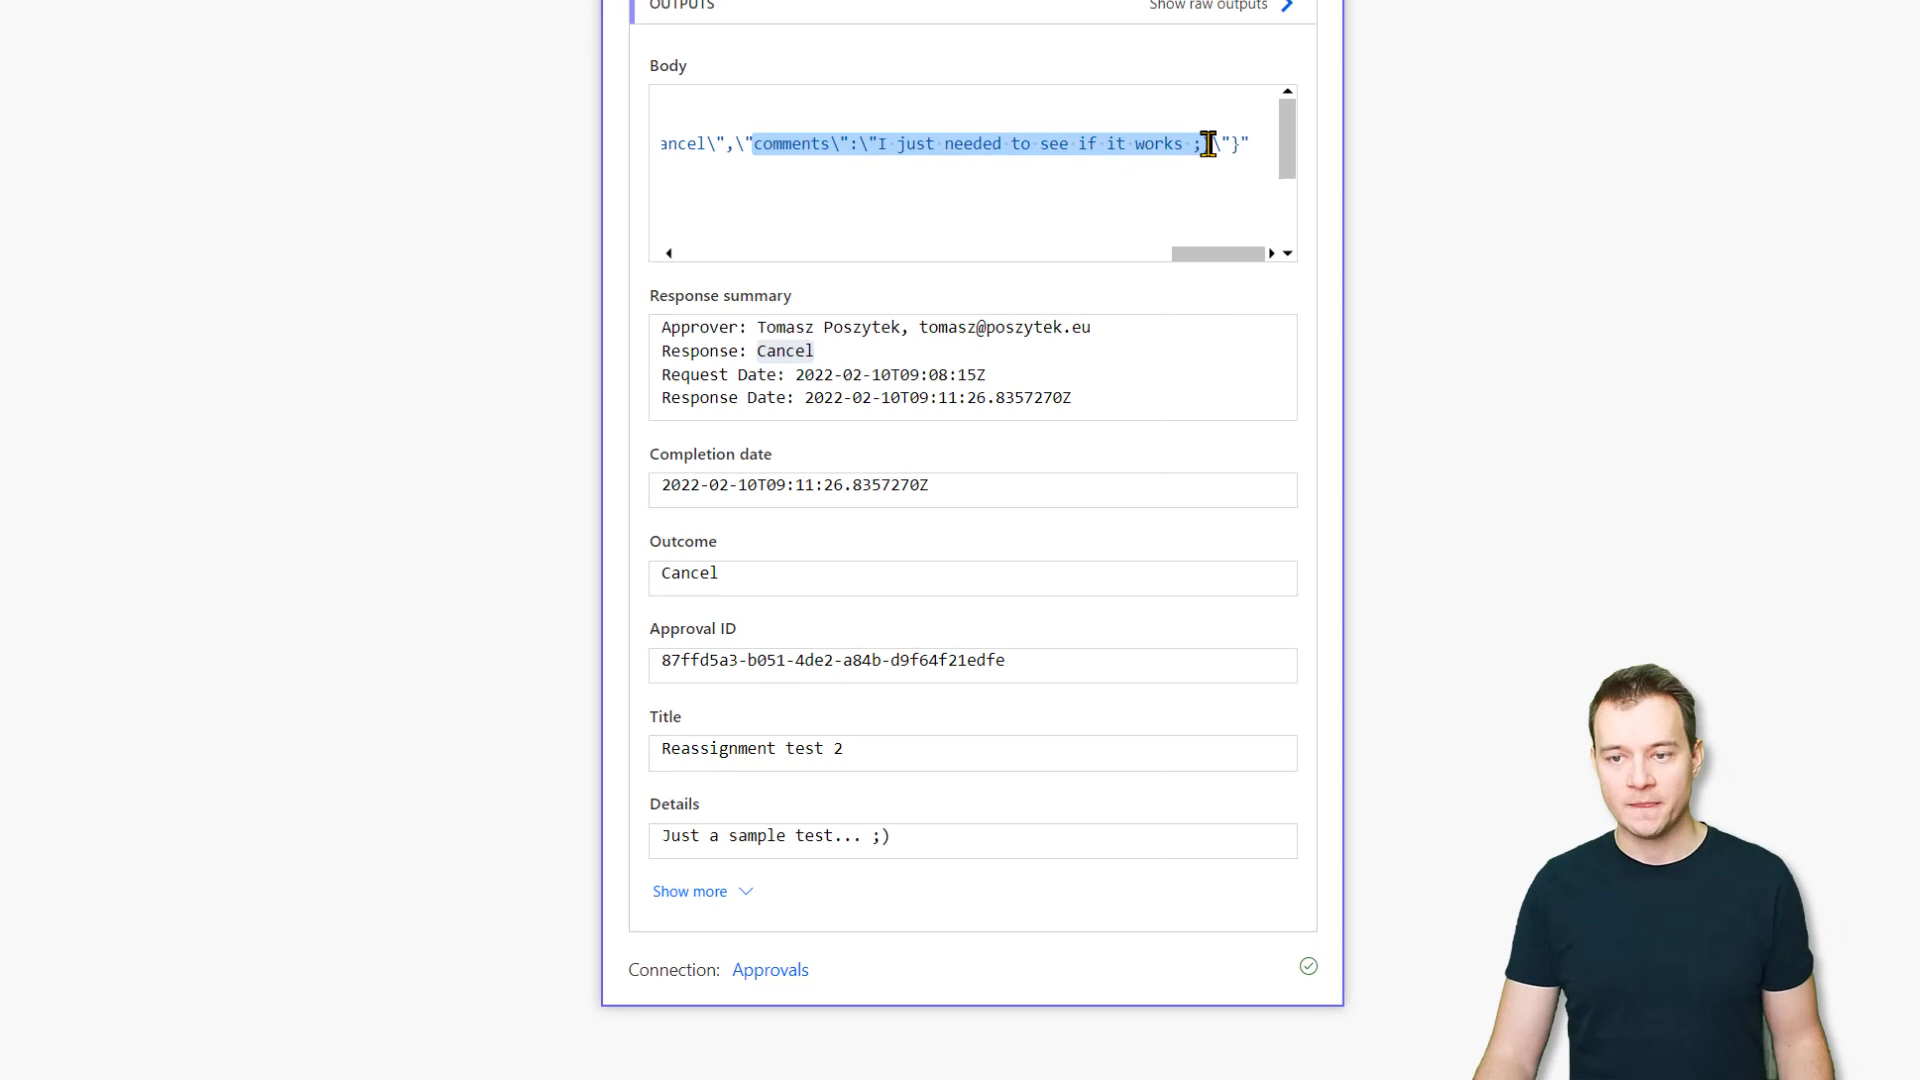 OUTPUTS
Show raw outputs
Body
ancel\",\"comments\":\"I just needed to see if it works ;)\"}"
Response summary
Approver: Tomasz Poszytek, tomasz@poszytek.eu
Response: Cancel
Request Date: 2022-02-10T09:08:15Z
Response Date: 2022-02-10T09:11:26.8357270Z
Completion date
2022-02-10T09:11:26.8357270Z
Outcome
Cancel
Approval ID
87ffd5a3-b051-4de2-a84b-d9f64f21edfe
Title
Reassignment test 2
Details
Just a sample test... ;)
Show more
Connection: Approvals